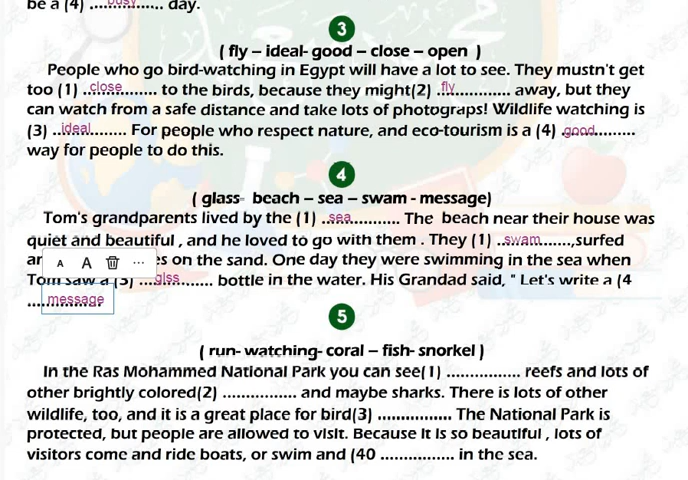 be a (4) ..busy.............. day.
3
( fly – ideal- good – close – open )
People who go bird-watching in Egypt will have a lot to see. They mustn't get
too (1) ..close............ to the birds, because they might(2) .fly.............. away, but they
can watch from a safe distance and take lots of photograps! Wildlife watching is
(3) ..ideal.......... For people who respect nature, and eco-tourism is a (4) .good..........
way for people to do this.
4
( glass- beach – sea – swam - message)
Tom's grandparents lived by the (1) ..sea............ The beach near their house was
quiet and beautiful , and he loved to go with them . They (1) ..swam.......,surfed
es on the sand. One day they were swimming in the sea when
Tom saw a (3) ...glss....... bottle in the water. His Grandad said, " Let's write a (4
A A ...
message
5
( run- watching- coral – fish- snorkel )
In the Ras Mohammed National Park you can see(1) ................ reefs and lots of
other brightly colored(2) ................ and maybe sharks. There is lots of other
wildlife, too, and it is a great place for bird(3) ................ The National Park is
protected, but people are allowed to visit. Because it is so beautiful , lots of
visitors come and ride boats, or swim and (40 ................ in the sea.